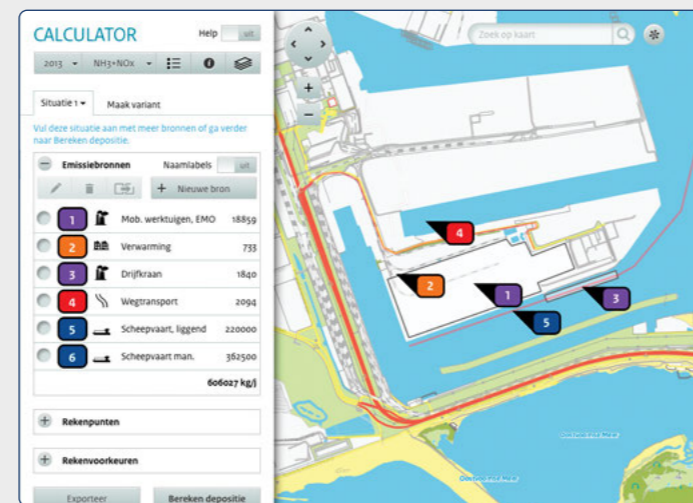 CALCULATOR
Help uit
2013 NH3+NOx
Situatie 1 Maak variant
Vul deze situatie aan met meer bronnen of ga verder
naar Bereken depositie.
Emissiebronnen Naamlabels uit
+ Nieuwe bron
1 Mob. werktuigen, EMO 18859
2 Verwarming 733
3 Drijfkraan 1840
4 Wegtransport 2094
5 Scheepvaart, liggend 220000
6 Scheepvaart man. 362500
606027 kg/j
Rekenpunten
Rekenvoorkeuren
Exporteer Bereken depositie
Zoek op kaart
4
2
1
3
5